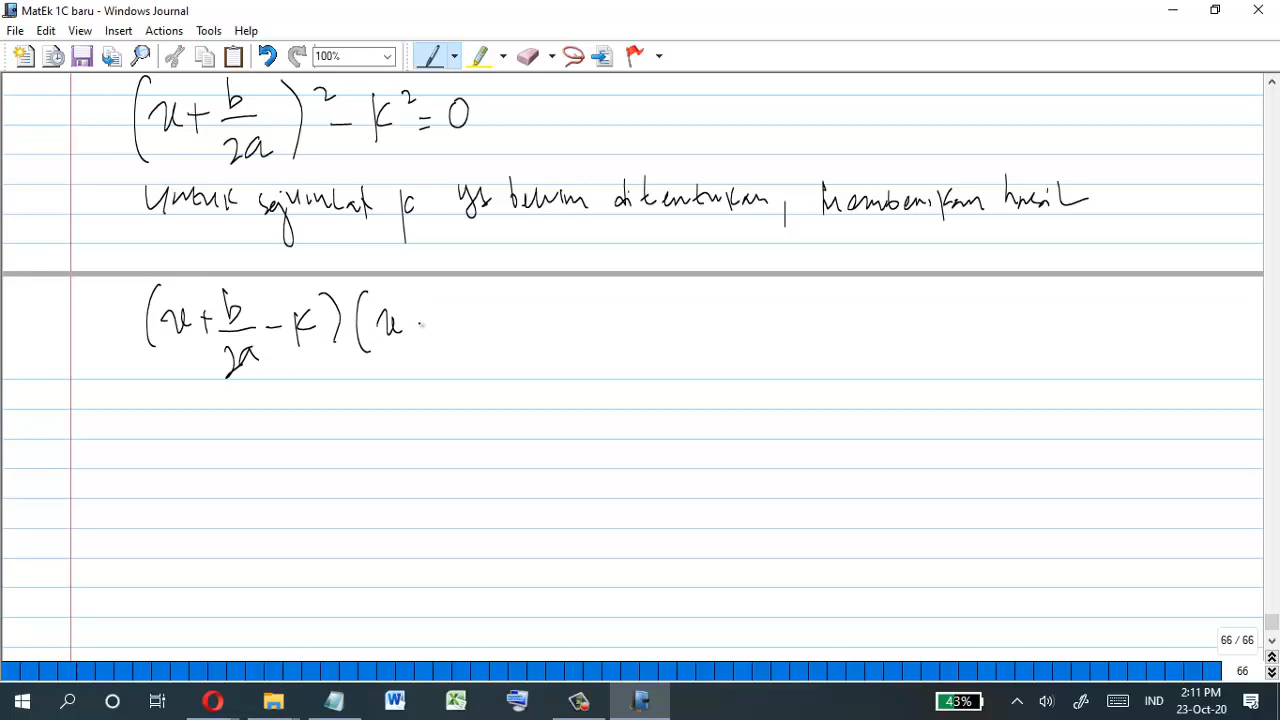 MatEk 1C baru - Windows Journal
File Edit View Insert Actions Tools Help
100%
(x + b/2a)² - k² = 0
Untuk sejumlah k yg belum ditentukan, memberikan hasil
(x + b/2a - k) (x
66 / 66
66
43% IND 2:11 PM
23-Oct-20